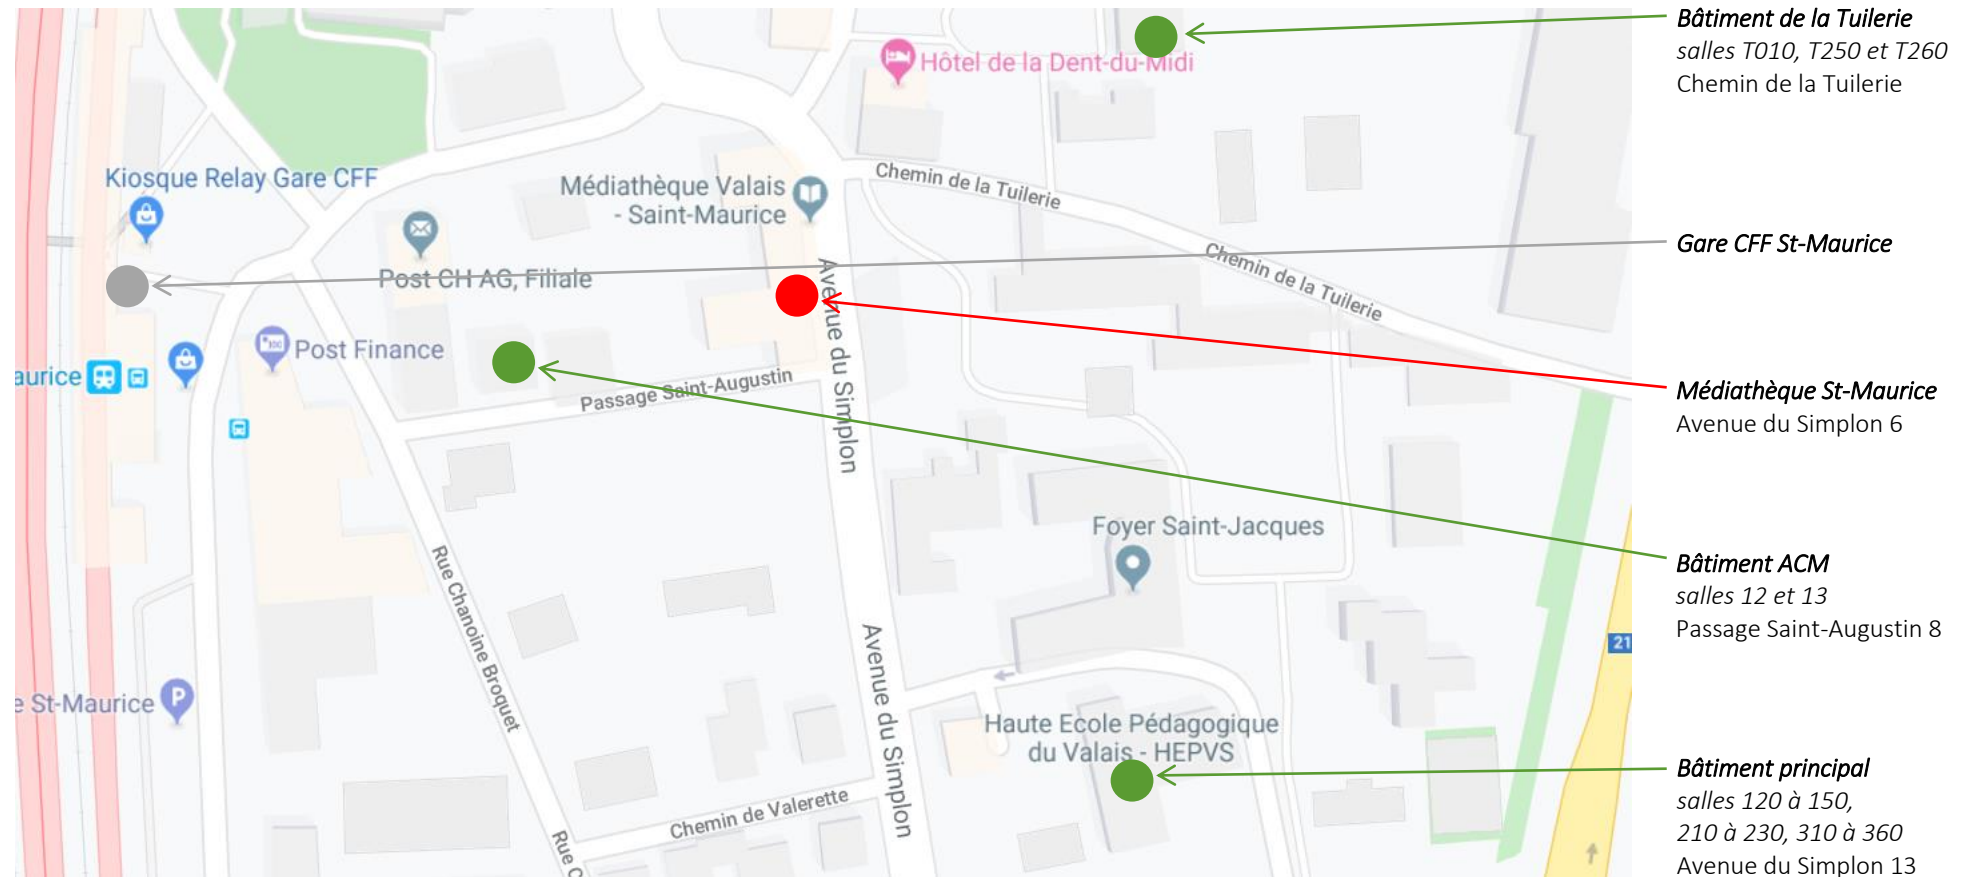 Hôtel de la Dent-du-Midi
Kiosque Relay Gare CFF
Médiathèque Valais
- Saint-Maurice
Chemin de la Tuilerie
Chemin de la Tuilerie
Post CH AG, Filiale
Avenue du Simplon
Post Finance
aurice
Passage Saint-Augustin
Rue Chanoine Broquet
Foyer Saint-Jacques
Avenue du Simplon
21
e St-Maurice
P
Haute Ecole Pédagogique
du Valais - HEPVS
Chemin de Valerette
Rue C
Bâtiment de la Tuilerie
salles T010, T250 et T260
Chemin de la Tuilerie
Gare CFF St-Maurice
Médiathèque St-Maurice
Avenue du Simplon 6
Bâtiment ACM
salles 12 et 13
Passage Saint-Augustin 8
Bâtiment principal
salles 120 à 150,
210 à 230, 310 à 360
Avenue du Simplon 13